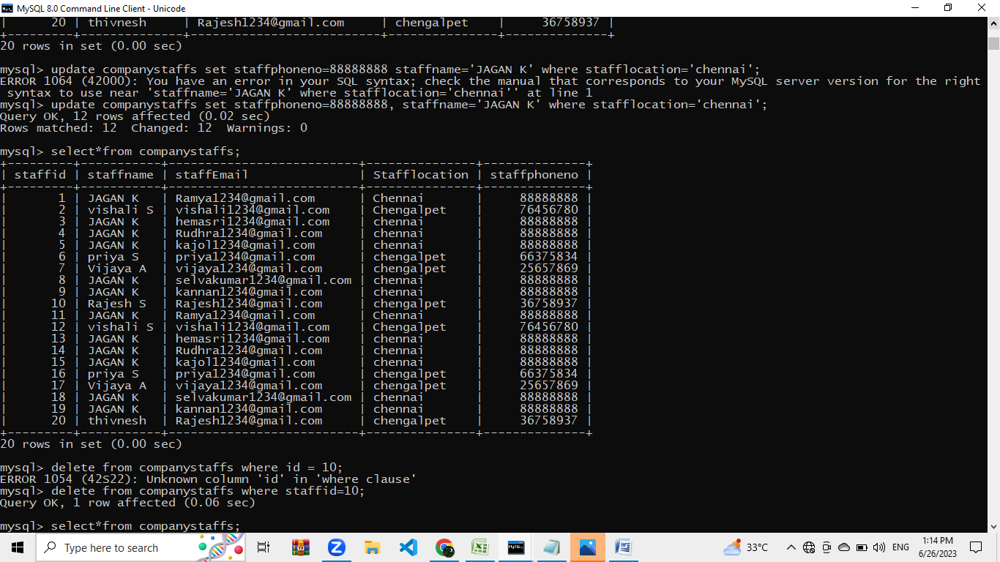 MySQL 8.0 Command Line Client - Unicode
|      20 | thivnesh     | Rajesh1234@gmail.com     | chengalpet    |     36758937 |
+---------+--------------+--------------------------+---------------+--------------+
20 rows in set (0.00 sec)
mysql> update companystaffs set staffphoneno=88888888 staffname='JAGAN K' where stafflocation='chennai';
ERROR 1064 (42000): You have an error in your SQL syntax; check the manual that corresponds to your MySQL server version for the right
 syntax to use near 'staffname='JAGAN K' where stafflocation='chennai'' at line 1
mysql> update companystaffs set staffphoneno=88888888, staffname='JAGAN K' where stafflocation='chennai';
Query OK, 12 rows affected (0.02 sec)
Rows matched: 12  Changed: 12  Warnings: 0
mysql> select*from companystaffs;
+---------+-----------+--------------------------+---------------+--------------+
| staffid | staffname | staffEmail               | Stafflocation | staffphoneno |
+---------+-----------+--------------------------+---------------+--------------+
|       1 | JAGAN K   | Ramya1234@gmail.com      | Chennai       |     88888888 |
|       2 | vishali S | vishali1234@gmail.com    | Chengalpet    |     76456780 |
|       3 | JAGAN K   | hemasri1234@gmail.com    | chennai       |     88888888 |
|       4 | JAGAN K   | Rudhra1234@gmail.com     | chennai       |     88888888 |
|       5 | JAGAN K   | kajol1234@gmail.com      | chennai       |     88888888 |
|       6 | priya S   | priya1234@gmail.com      | chengalpet    |     66375834 |
|       7 | Vijaya A  | vijaya1234@gmail.com     | chengalpet    |     25657869 |
|       8 | JAGAN K   | selvakumar1234@gmail.com | chennai       |     88888888 |
|       9 | JAGAN K   | kannan1234@gmail.com     | chennai       |     88888888 |
|      10 | Rajesh S  | Rajesh1234@gmail.com     | chengalpet    |     36758937 |
|      11 | JAGAN K   | Ramya1234@gmail.com      | Chennai       |     88888888 |
|      12 | vishali S | vishali1234@gmail.com    | Chengalpet    |     76456780 |
|      13 | JAGAN K   | hemasri1234@gmail.com    | chennai       |     88888888 |
|      14 | JAGAN K   | Rudhra1234@gmail.com     | chennai       |     88888888 |
|      15 | JAGAN K   | kajol1234@gmail.com      | chennai       |     88888888 |
|      16 | priya S   | priya1234@gmail.com      | chengalpet    |     66375834 |
|      17 | Vijaya A  | vijaya1234@gmail.com     | chengalpet    |     25657869 |
|      18 | JAGAN K   | selvakumar1234@gmail.com | chennai       |     88888888 |
|      19 | JAGAN K   | kannan1234@gmail.com     | chennai       |     88888888 |
|      20 | thivnesh  | Rajesh1234@gmail.com     | chengalpet    |     36758937 |
+---------+-----------+--------------------------+---------------+--------------+
20 rows in set (0.00 sec)
mysql> delete from companystaffs where id = 10;
ERROR 1054 (42S22): Unknown column 'id' in 'where clause'
mysql> delete from companystaffs where staffid=10;
Query OK, 1 row affected (0.06 sec)
mysql> select*from companystaffs;
Type here to search
33°C
ENG
1:14 PM
6/26/2023